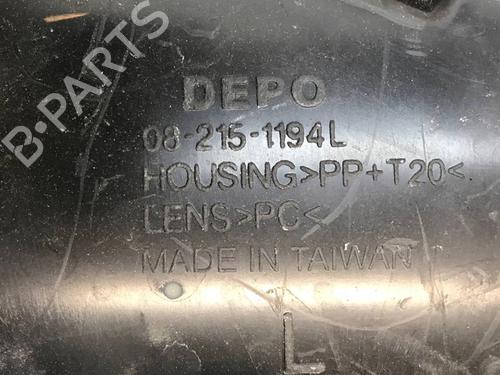 B-PARTS
DEPO
08-215-1194L
HOUSING>PP+T20<
LENS>PC<
MADE IN TAIWAN
L